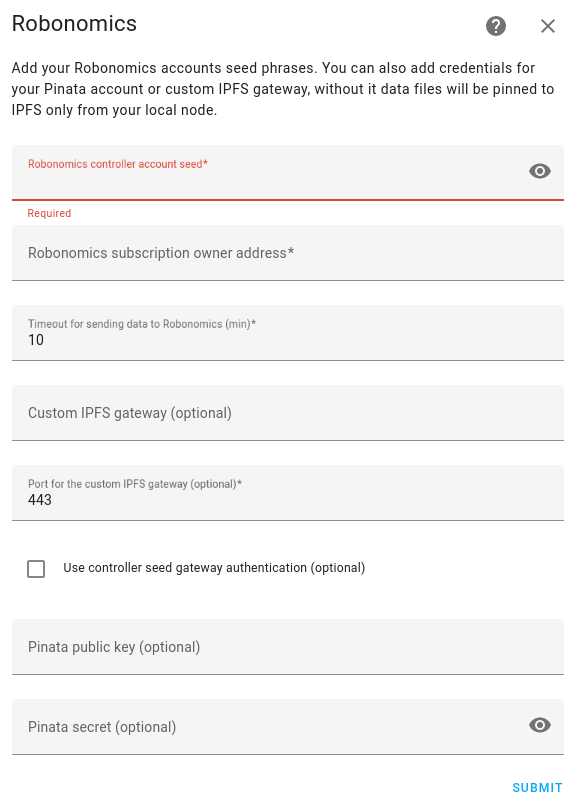 Robonomics
Add your Robonomics accounts seed phrases. You can also add credentials for
your Pinata account or custom IPFS gateway, without it data files will be pinned to
IPFS only from your local node.
Robonomics controller account seed*
Required
Robonomics subscription owner address*
Timeout for sending data to Robonomics (min)*
10
Custom IPFS gateway (optional)
Port for the custom IPFS gateway (optional)*
443
Use controller seed gateway authentication (optional)
Pinata public key (optional)
Pinata secret (optional)
SUBMIT